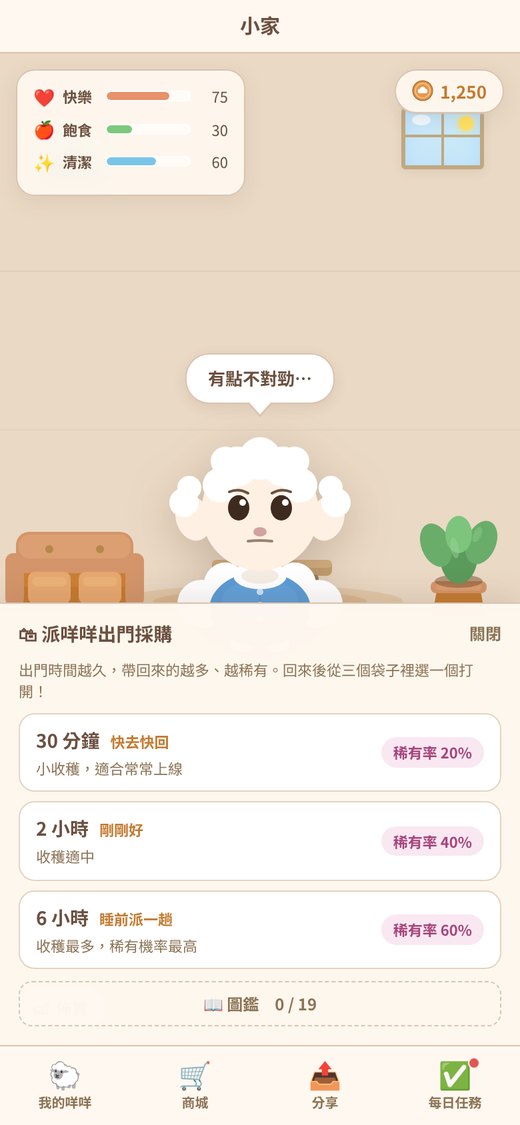 小家
快樂 75
1,250
飽食 30
清潔 60
有點不對勁…
派咩咩出門採購 關閉
出門時間越久，帶回來的越多、越稀有。回來後從三個袋子裡選一個打
開！
30 分鐘 快去快回
小收穫，適合常常上線
稀有率 20%
2 小時 剛剛好
收穫適中
稀有率 40%
6 小時 睡前派一趟
收穫最多，稀有機率最高
稀有率 60%
圖鑑 0 / 19
我的咩咩 商城 分享 每日任務